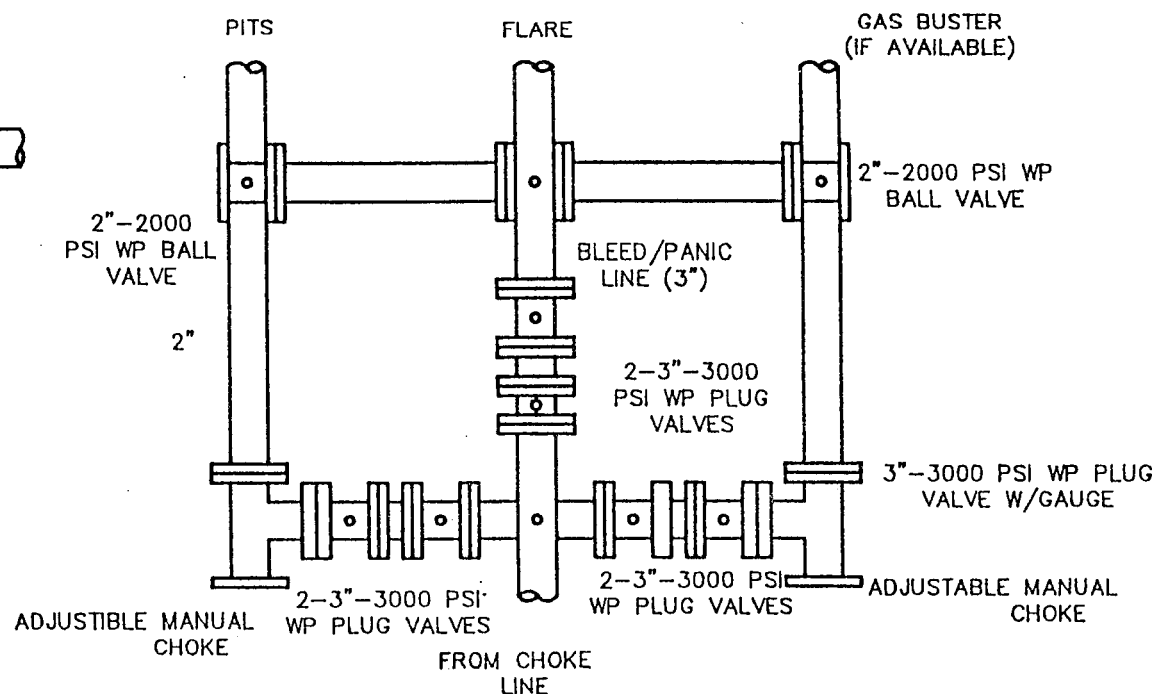 PITS
FLARE
GAS BUSTER
(IF AVAILABLE)
2"-2000 PSI WP
BALL VALVE
2"-2000
PSI WP BALL
VALVE
BLEED/PANIC
LINE (3")
2"
2-3"-3000
PSI WP PLUG
VALVES
3"-3000 PSI WP PLUG
VALVE W/GAUGE
2-3"-3000 PSI
WP PLUG VALVES
2-3"-3000 PSI
WP PLUG VALVES
ADJUSTIBLE MANUAL
CHOKE
ADJUSTABLE MANUAL
CHOKE
FROM CHOKE
LINE